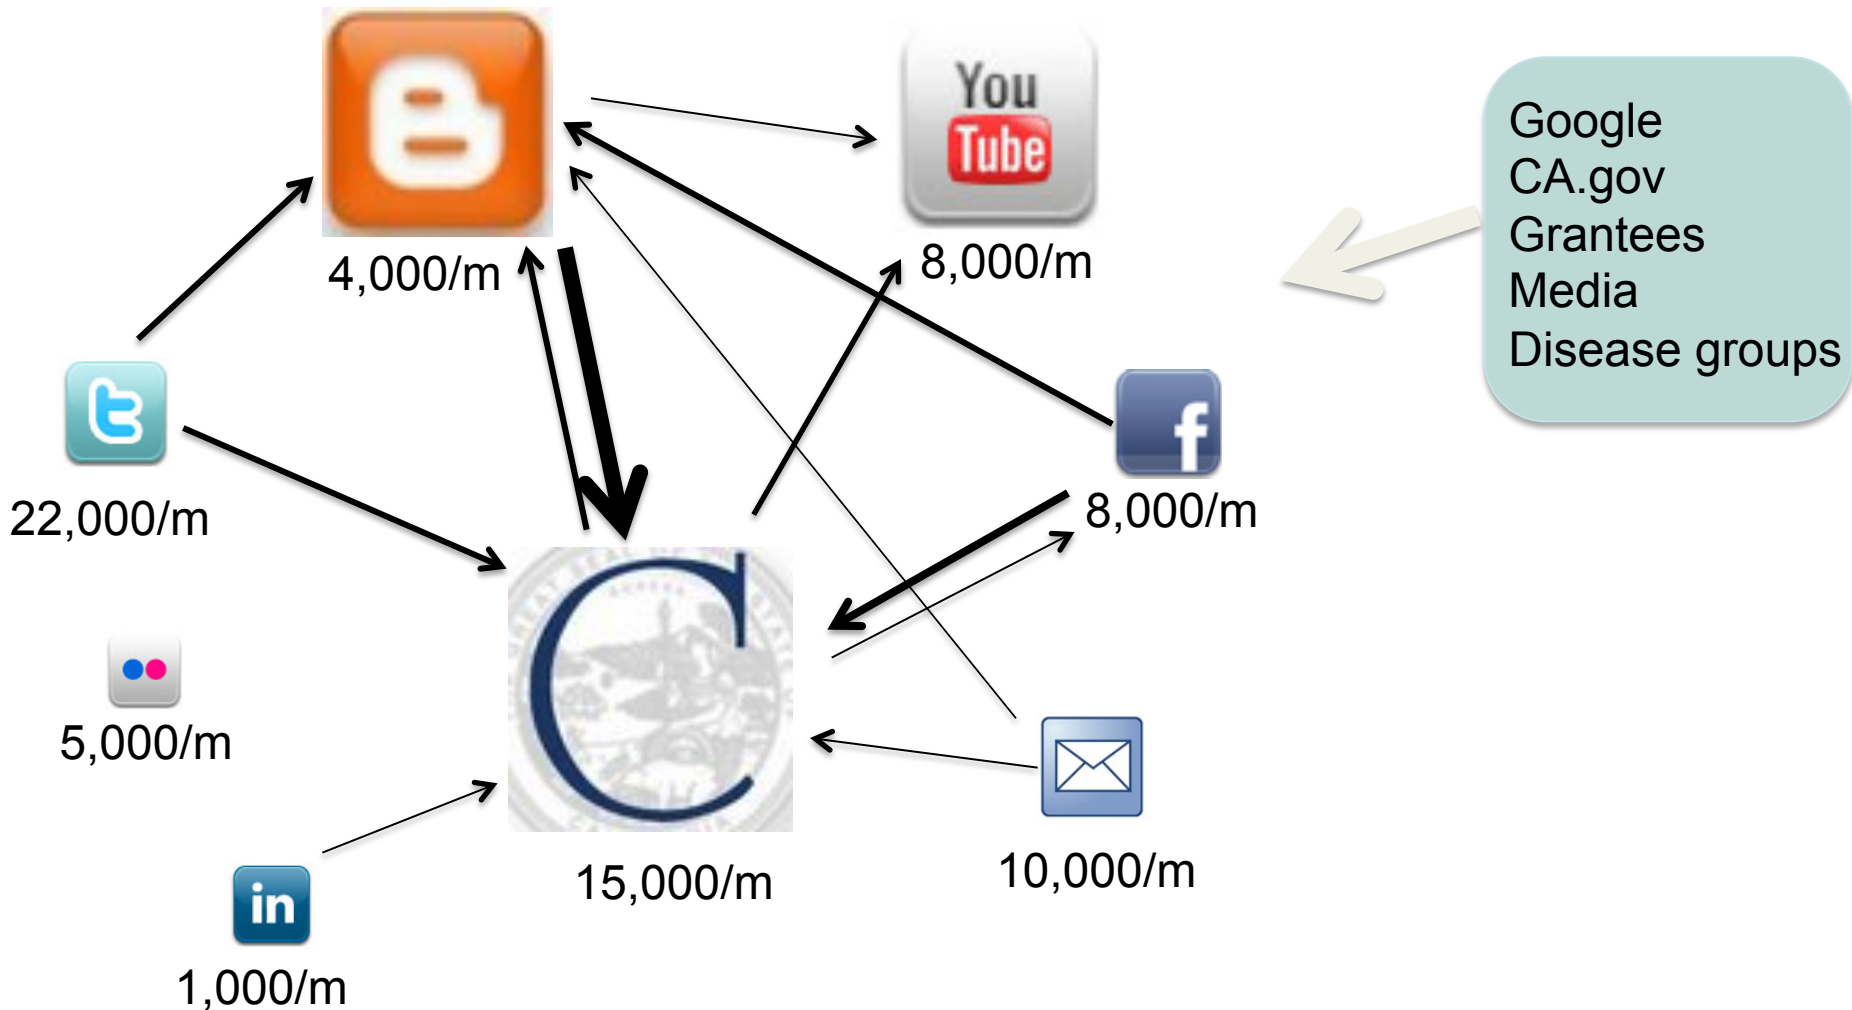 You
Tube
Google
CA.gov
Grantees
Media
Disease groups
4,000/m
8,000/m
22,000/m
8,000/m
5,000/m
C
15,000/m
10,000/m
in
1,000/m